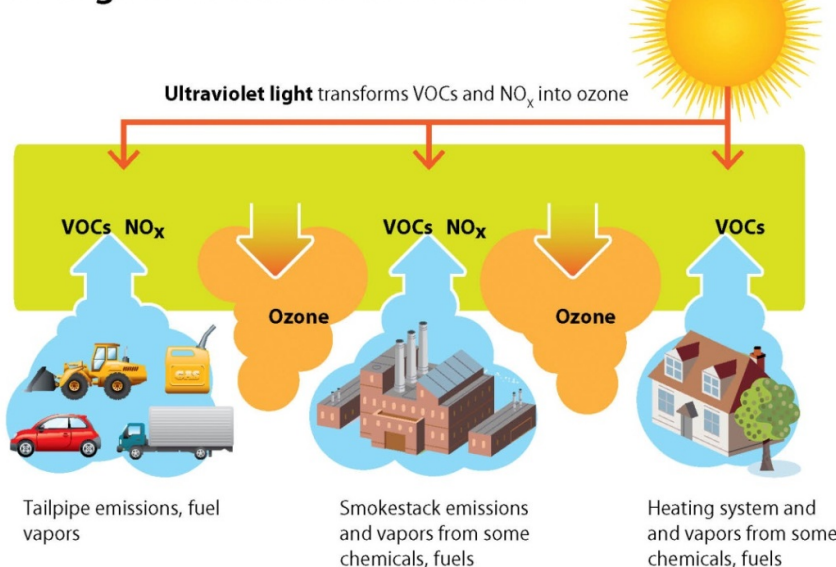 Ultraviolet light transforms VOCs and NOx into ozone
VOCs NOx
VOCs NOx
VOCs
Ozone
Ozone
GAS
Tailpipe emissions, fuel
vapors
Smokestack emissions
and vapors from some
chemicals, fuels
Heating system and
and vapors from some
chemicals, fuels